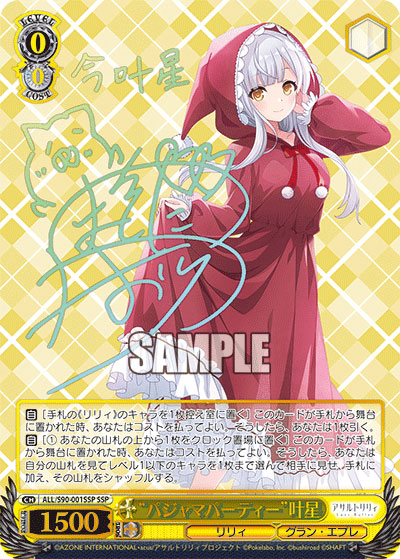 LEVEL
0
0
COST
今 叶星
SAMPLE
自 [手札の《リリィ》のキャラを1枚控え室に置く] このカードが手札から舞台
に置かれた時、あなたはコストを払ってよい。そうしたら、あなたは1枚引く。
自 [① あなたの山札の上から1枚をクロック置場に置く] このカードが手札か
ら舞台に置かれた時、あなたはコストを払ってよい。そうしたら、あなたは
自分の山札を見てレベル1以下のキャラを1枚まで選んで相手に見せ、手札に
加え、その山札をシャッフルする。
CH ALL/S90-001SSP SSP
1500
"パジャマパーティー"叶星
リリィ
グラン・エプレ
アサルトリリィ
©AZONE INTERNATIONAL・acus/アサルトリリィプロジェクト ©Pokelabo, Inc. ©bushiroad ©SHAFT